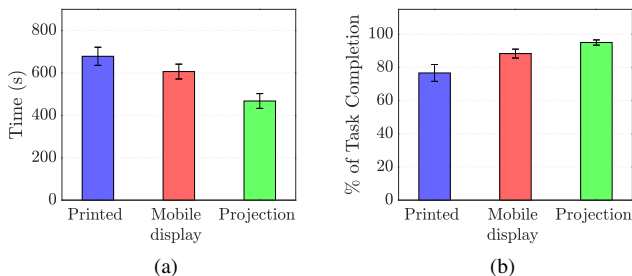 800
600
400
200
0
Time (s)
Printed
Mobile
display
Projection
(a)
100
80
60
40
20
0
% of Task Completion
Printed
Mobile
display
Projection
(b)